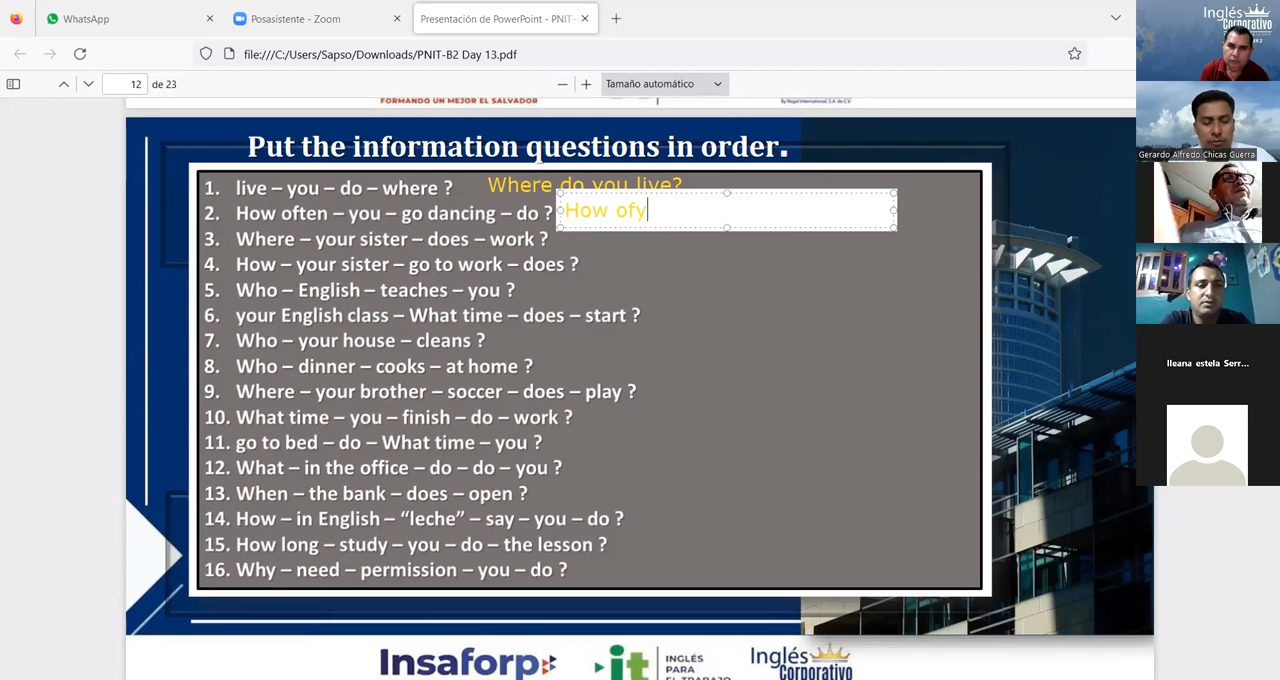 WhatsApp
Posasistente - Zoom
Presentación de PowerPoint - PNIT-
file:///C:/Users/Sapso/Downloads/PNIT-B2 Day 13.pdf
12 de 23
Tamaño automático
FORMANDO UN MEJOR EL SALVADOR
Put the information questions in order.
1. live – you – do – where ? Where do you live?
2. How often – you – go dancing – do ? How ofy
3. Where – your sister – does – work ?
4. How – your sister – go to work – does ?
5. Who – English – teaches – you ?
6. your English class – What time – does – start ?
7. Who – your house – cleans ?
8. Who – dinner – cooks – at home ?
9. Where – your brother – soccer – does – play ?
10. What time – you – finish – do – work ?
11. go to bed – do – What time – you ?
12. What – in the office – do – do – you ?
13. When – the bank – does – open ?
14. How – in English – “leche” – say – you – do ?
15. How long – study – you – do – the lesson ?
16. Why – need – permission – you – do ?
Insaforp
it
INGLÉS
PARA
EL TRABAJO
Inglés
Corporativo
Inglés
Corporativo
Gerardo Alfredo Chicas Guerra
Ileana estela Serr...